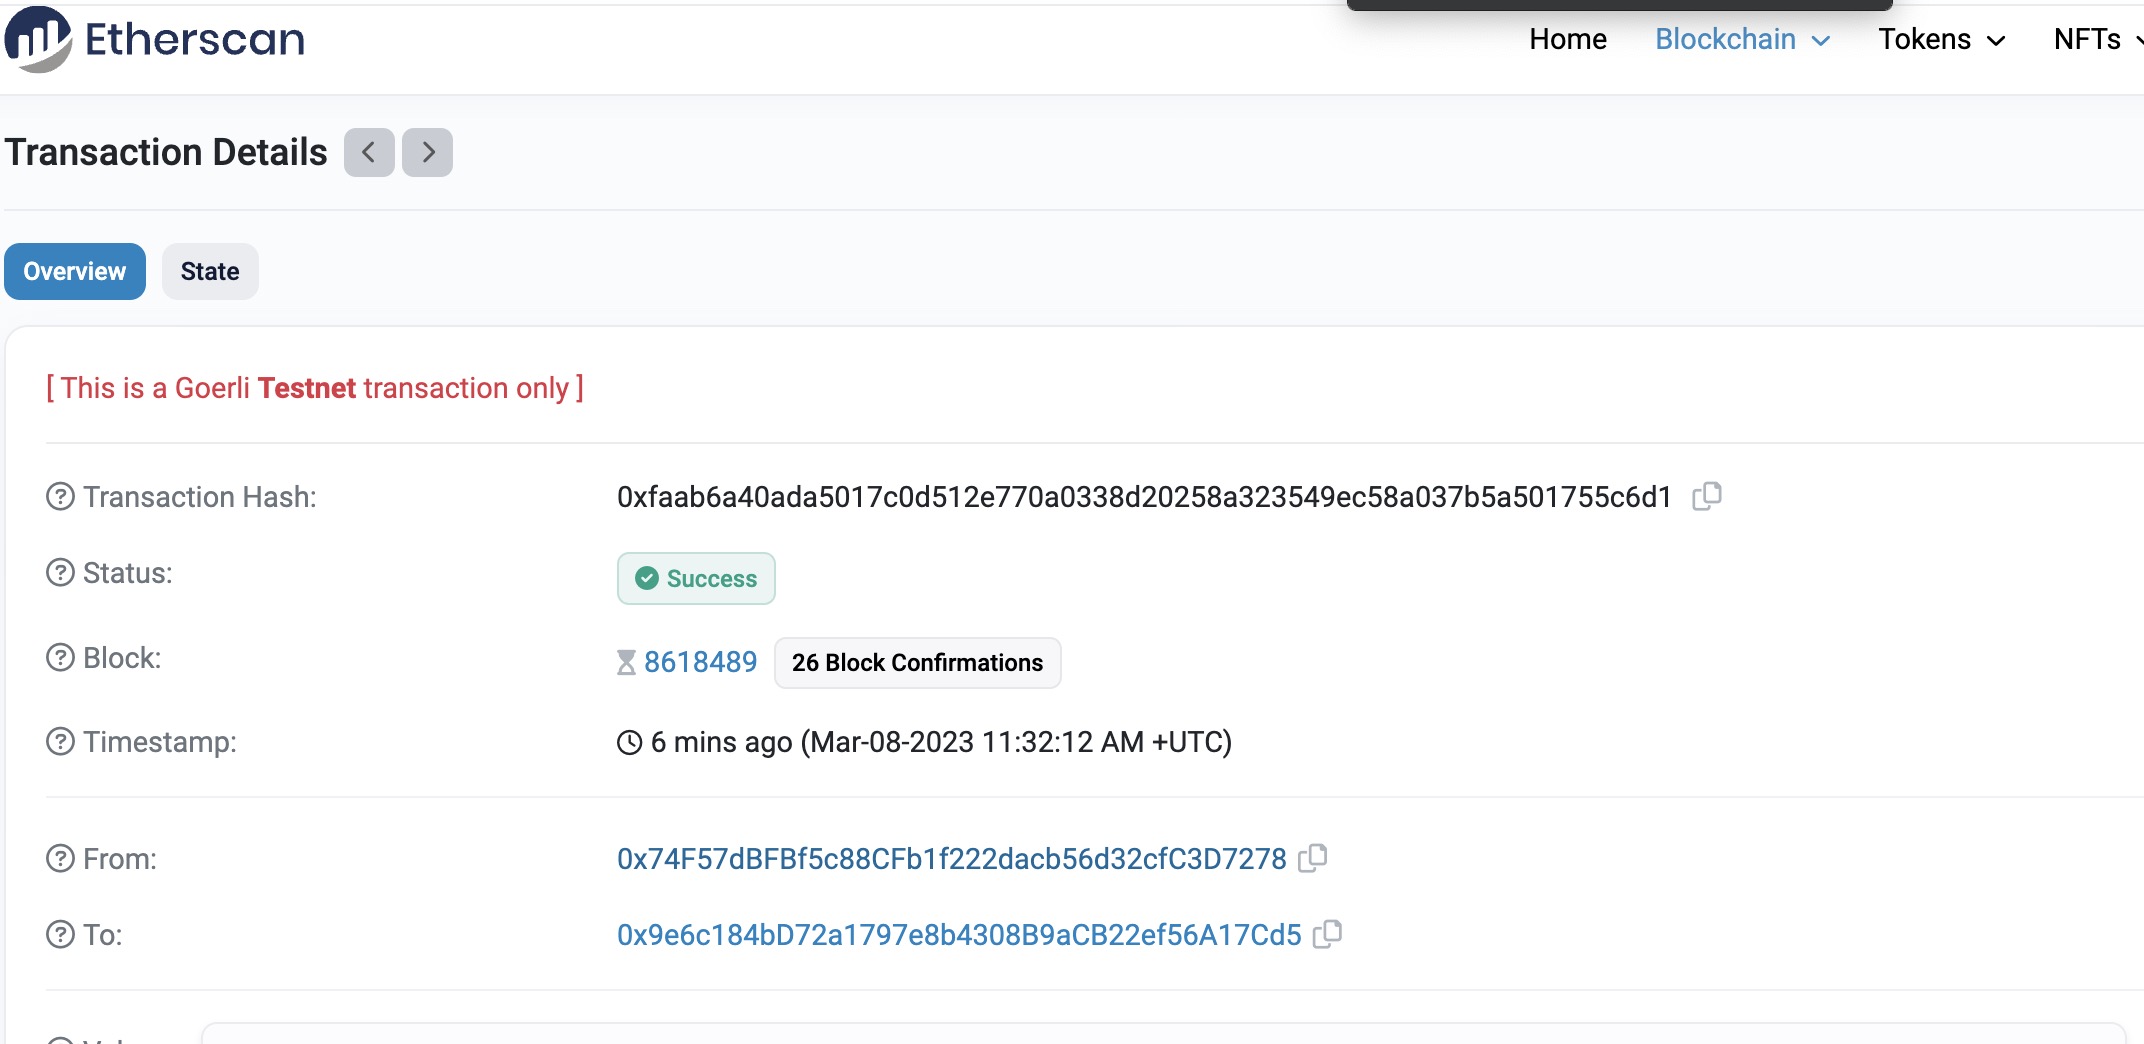 Etherscan
Home Blockchain Tokens NFTs
Transaction Details
Overview State
[ This is a Goerli Testnet transaction only ]
Transaction Hash: 0xfaab6a40ada5017c0d512e770a0338d20258a323549ec58a037b5a501755c6d1
Status: Success
Block: 8618489 26 Block Confirmations
Timestamp: 6 mins ago (Mar-08-2023 11:32:12 AM +UTC)
From: 0x74F57dBFBf5c88CFb1f222dacb56d32cfC3D7278
To: 0x9e6c184bD72a1797e8b4308B9aCB22ef56A17Cd5